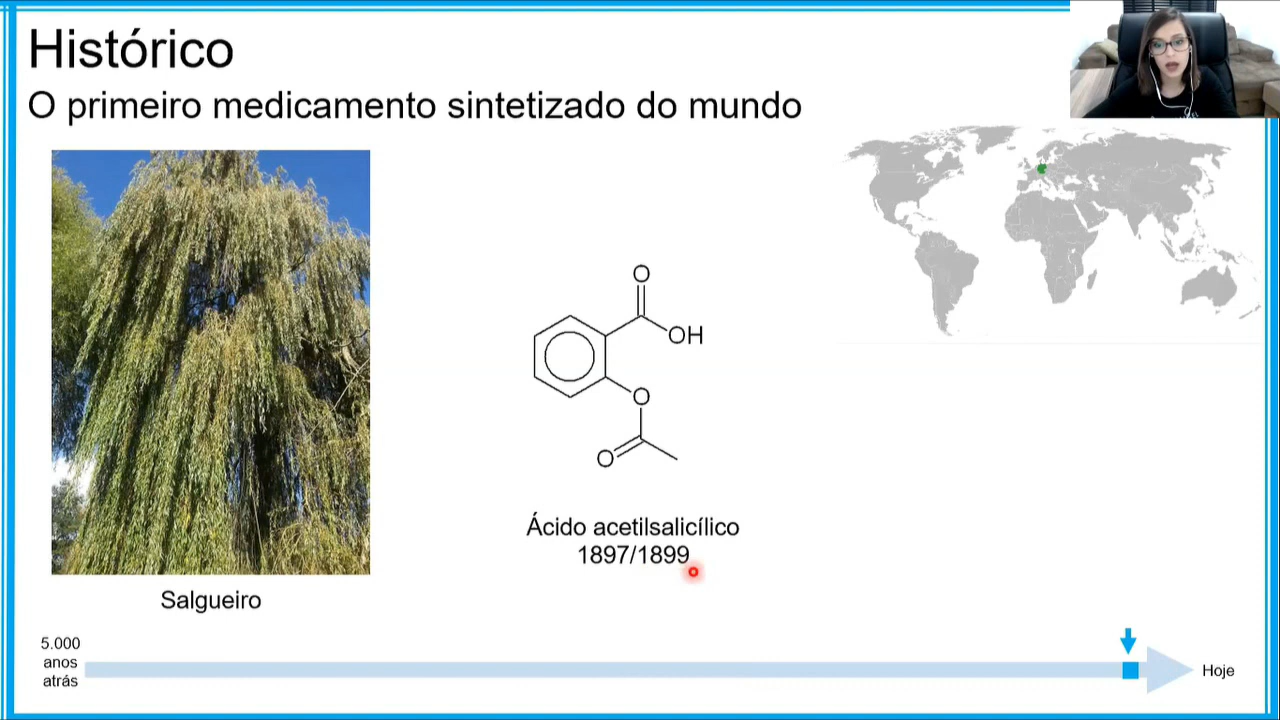 Histórico
O primeiro medicamento sintetizado do mundo
O
OH
O
O
Ácido acetilsalicílico
1897/1899
Salgueiro
5.000
anos
atrás
Hoje